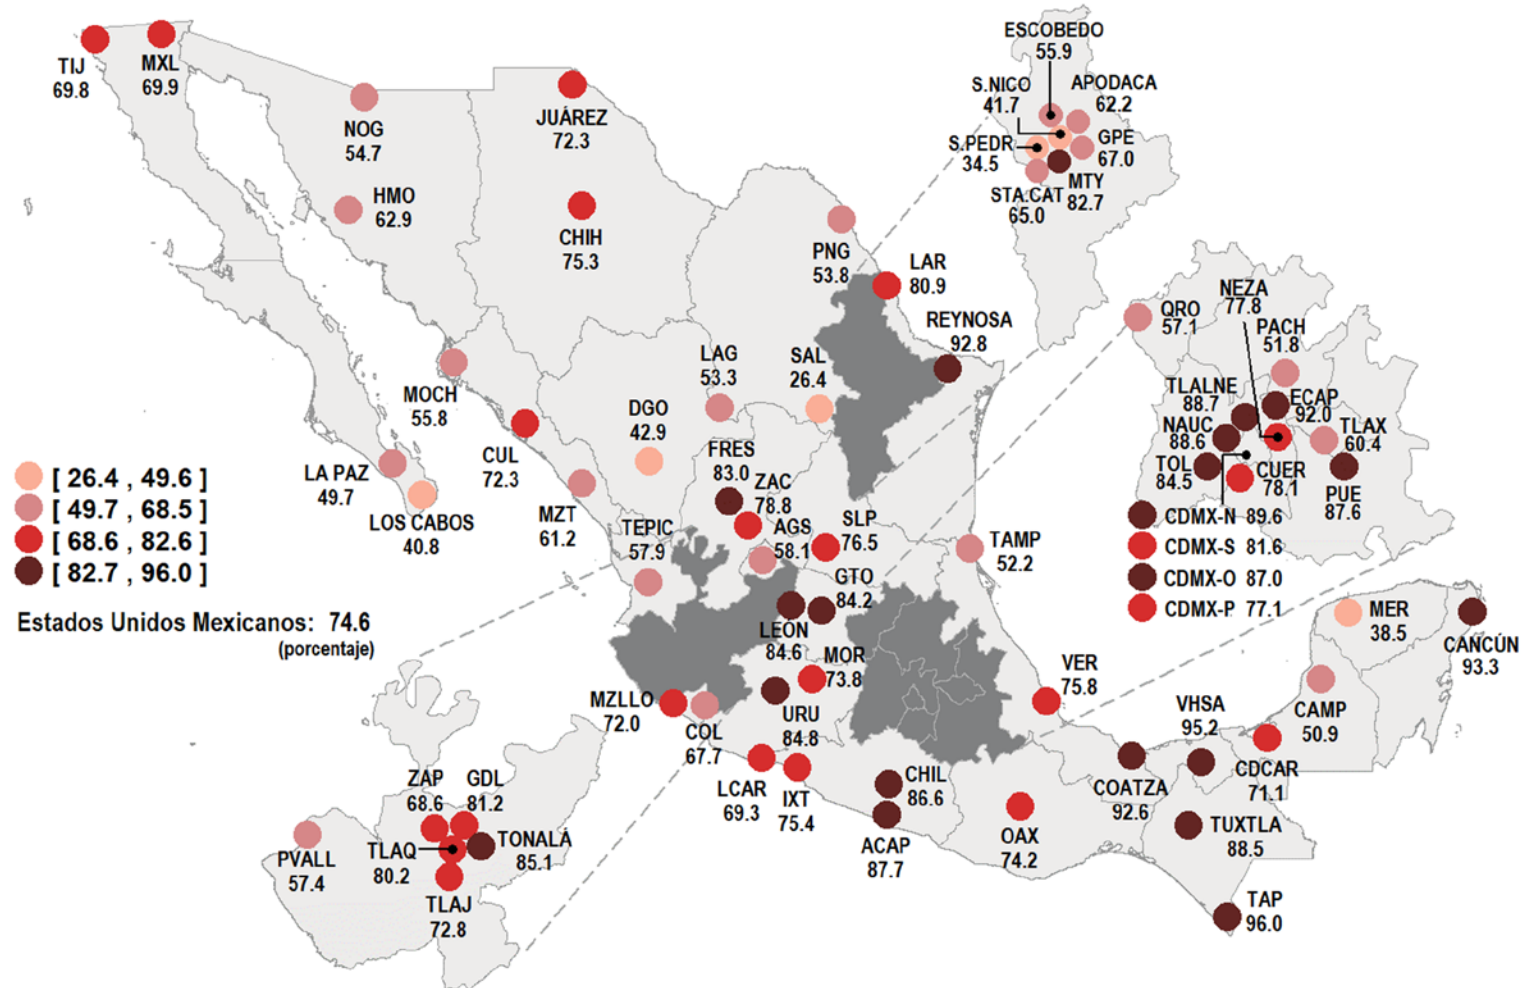 TIJ
69.8
MXL
69.9
NOG
54.7
HMO
62.9
JUÁREZ
72.3
CHIH
75.3
ESCOBEDO
55.9
S.NICO
41.7
APODACA
62.2
S.PEDR
34.5
GPE
67.0
MTY
82.7
STA.CAT
65.0
PNG
53.8
LAR
80.9
REYNOSA
92.8
LAG
53.3
SAL
26.4
DGO
42.9
MOCH
55.8
CUL
72.3
LA PAZ
49.7
LOS CABOS
40.8
MZT
61.2
TEPIC
57.9
FRES
83.0
ZAC
78.8
AGS
58.1
SLP
76.5
TAMP
52.2
GTO
84.2
LEÓN
84.6
MOR
73.8
URU
84.8
MZLLO
72.0
COL
67.7
LCAR
69.3
IXT
75.4
CHIL
86.6
ACAP
87.7
OAX
74.2
VER
75.8
COATZA
92.6
VHSA
95.2
CDCAR
71.1
TUXTLA
88.5
TAP
96.0
CAMP
50.9
MER
38.5
CANCÚN
93.3
QRO
57.1
NEZA
77.8
PACH
51.8
TLALNE
88.7
ECAP
92.0
NAUC
88.6
TLAX
60.4
TOL
84.5
CUER
78.1
PUE
87.6
CDMX-N 89.6
CDMX-S 81.6
CDMX-O 87.0
CDMX-P 77.1
[ 26.4 , 49.6 ]
[ 49.7 , 68.5 ]
[ 68.6 , 82.6 ]
[ 82.7 , 96.0 ]
Estados Unidos Mexicanos: 74.6
(porcentaje)
ZAP
68.6
GDL
81.2
TONALÁ
85.1
TLAQ
80.2
TLAJ
72.8
PVALL
57.4